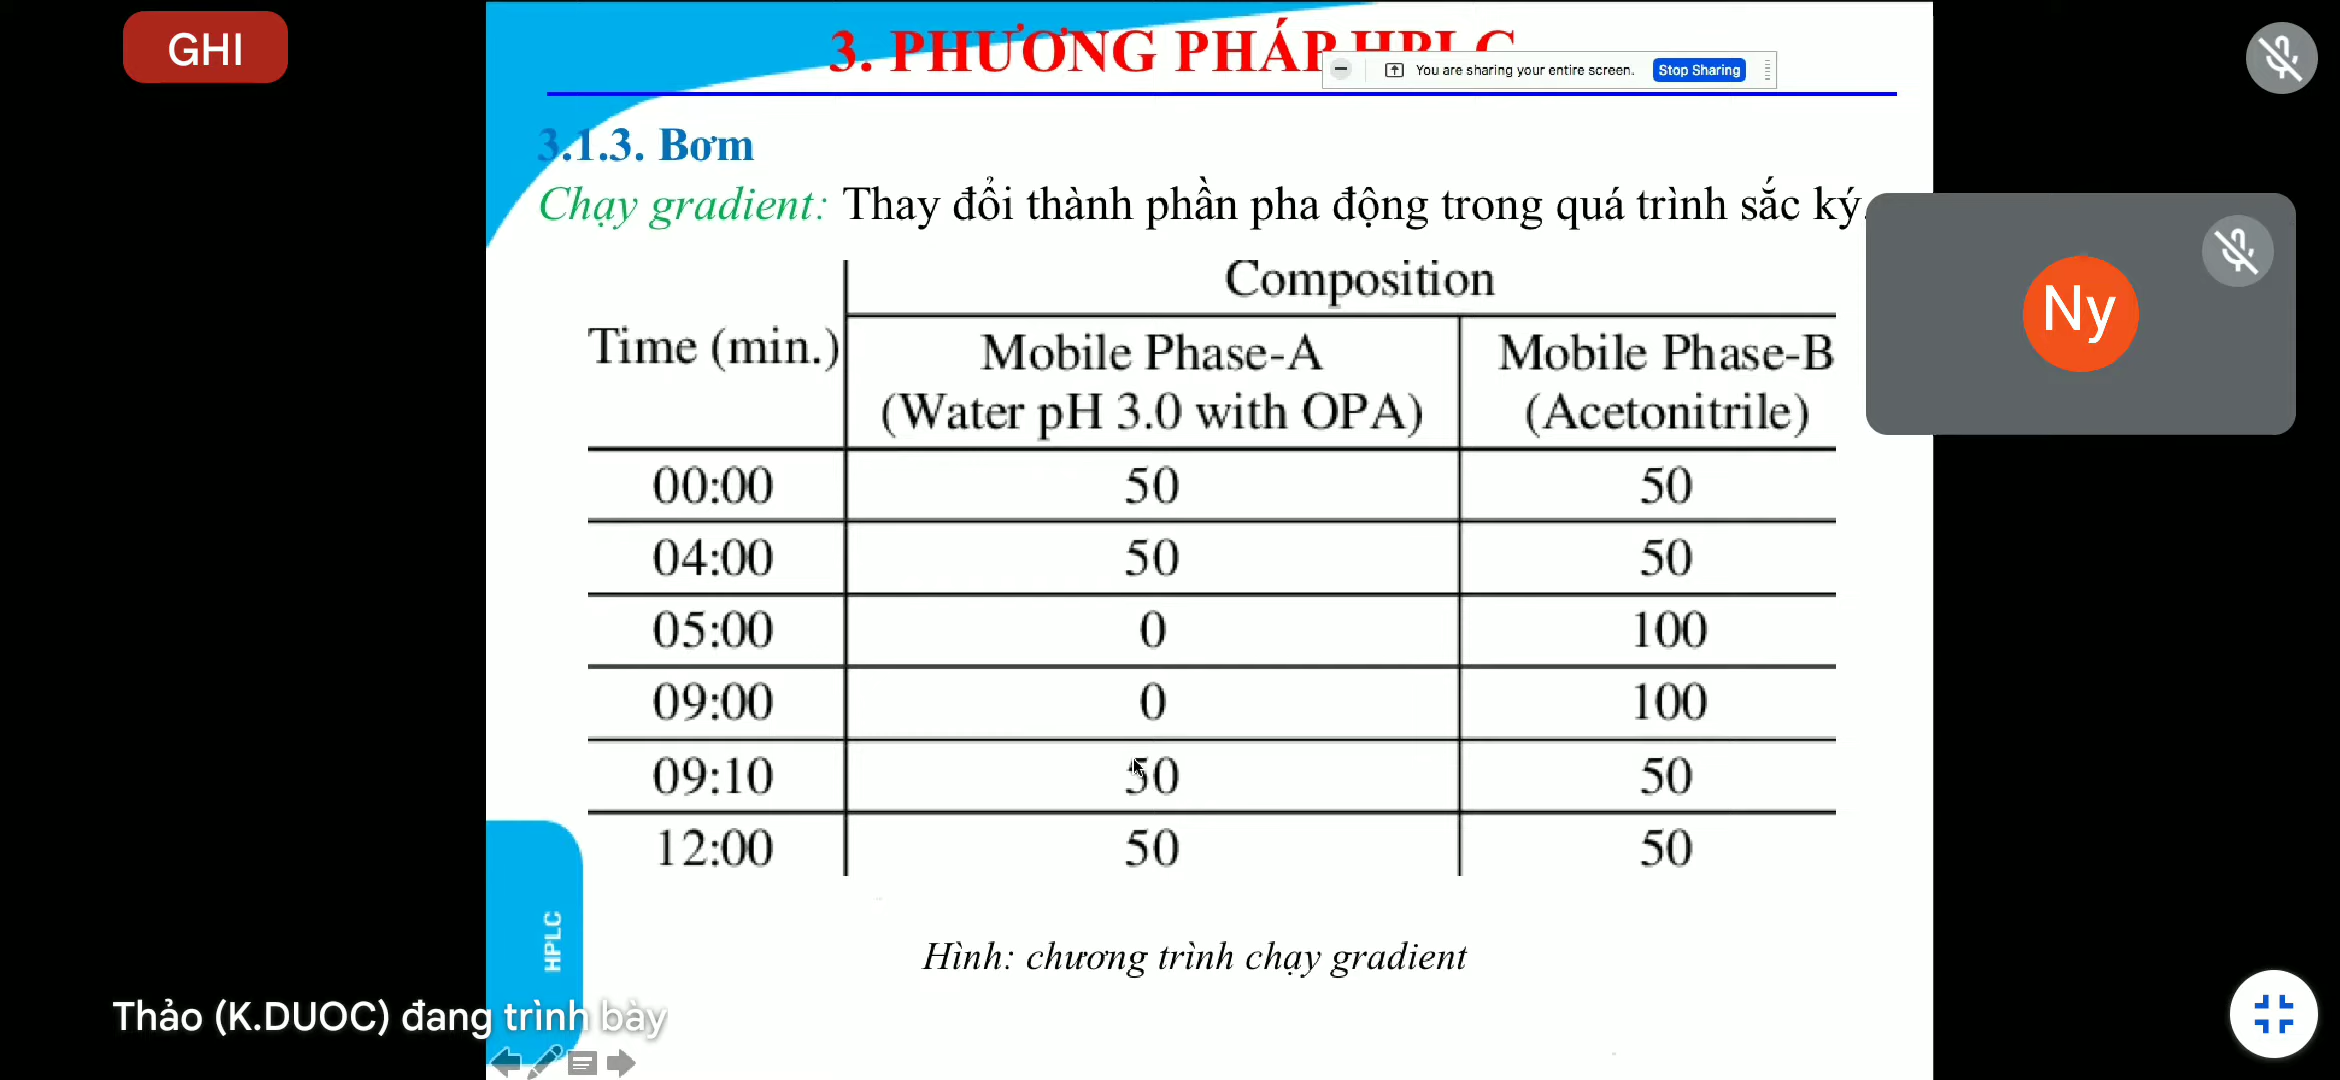 GHI
3. PHƯƠNG PHÁP HPLC
You are sharing your entire screen. Stop Sharing
3.1.3. Bơm
Chạy gradient: Thay đổi thành phần pha động trong quá trình sắc ký.
Ny
Composition
Time (min.) Mobile Phase-A Mobile Phase-B
(Water pH 3.0 with OPA) (Acetonitrile)
00:00 50 50
04:00 50 50
05:00 0 100
09:00 0 100
09:10 50 50
12:00 50 50
HPLC
Hình: chương trình chạy gradient
Thảo (K.DUOC) đang trình bày